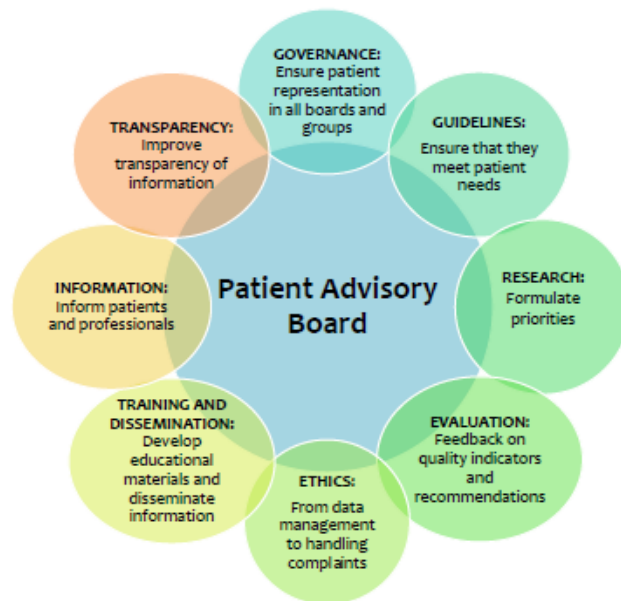 GOVERNANCE:
Ensure patient
representation
in all boards and
groups
GUIDELINES:
Ensure that they
meet patient
needs
RESEARCH:
Formulate
priorities
EVALUATION:
Feedback on
quality indicators
and
recommendations
ETHICS:
From data
management
to handling
complaints
TRAINING AND
DISSEMINATION:
Develop
educational
materials and
disseminate
information
INFORMATION:
Inform patients
and professionals
TRANSPARENCY:
Improve
transparency of
information
Patient Advisory
Board